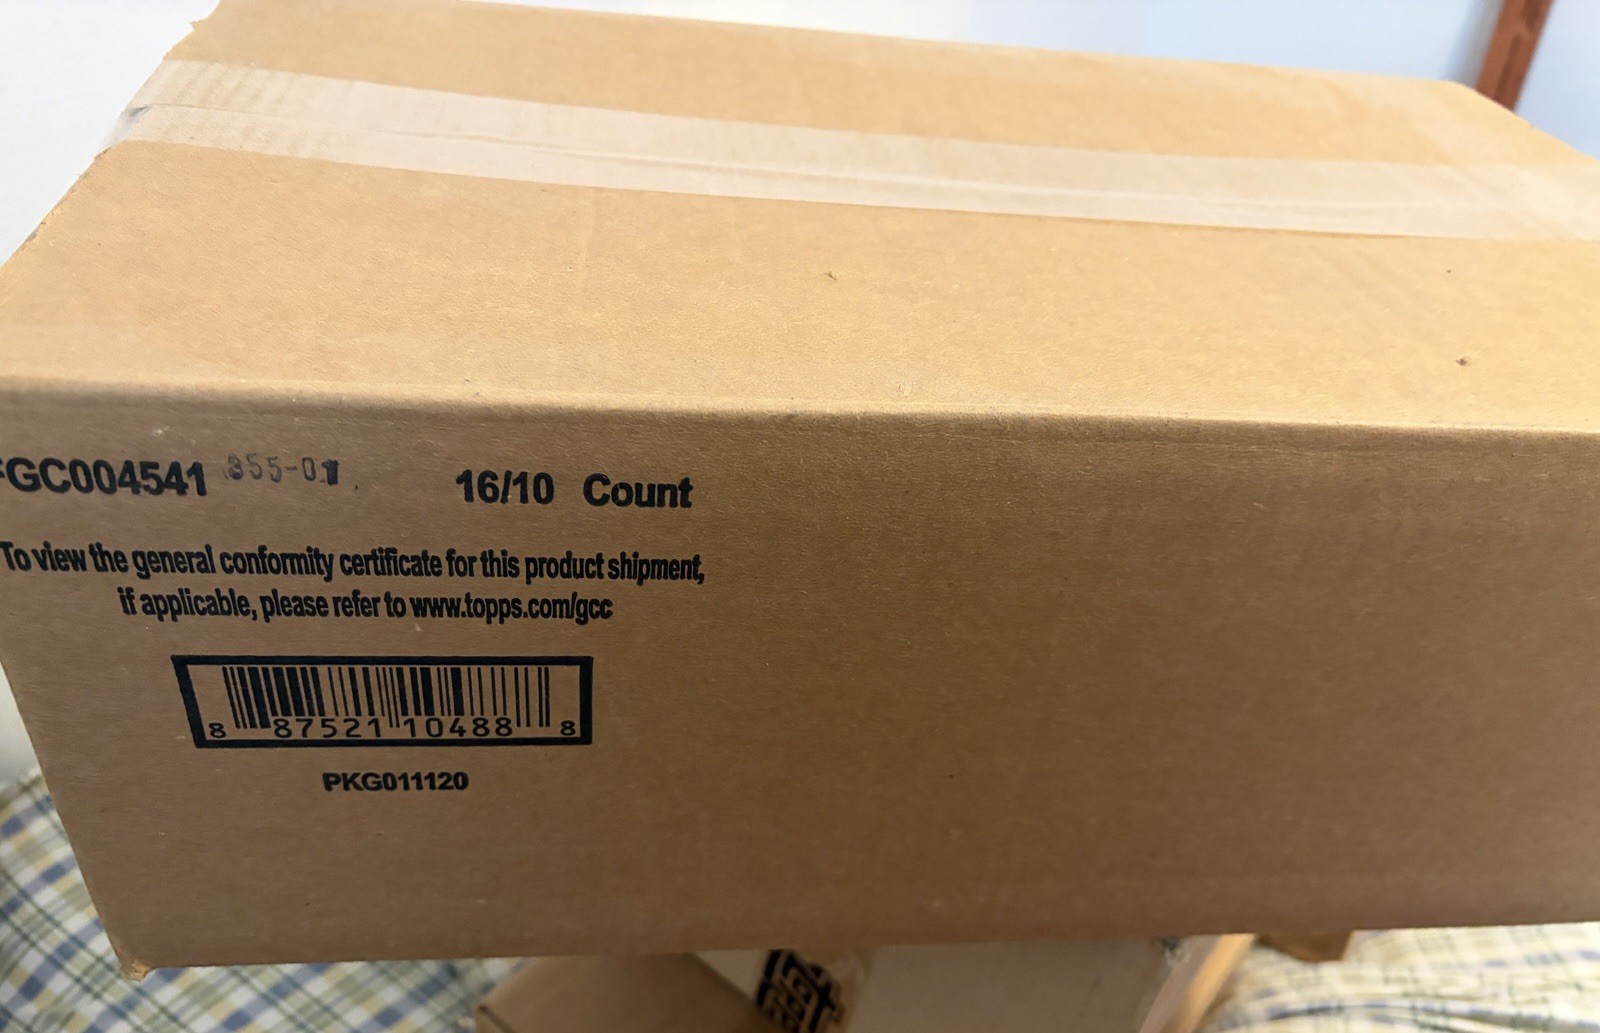 FGC004541 355-01 16/10 Count
To view the general conformity certificate for this product shipment,
if applicable, please refer to www.topps.com/gcc
8 87521 10488 8
PKG011120